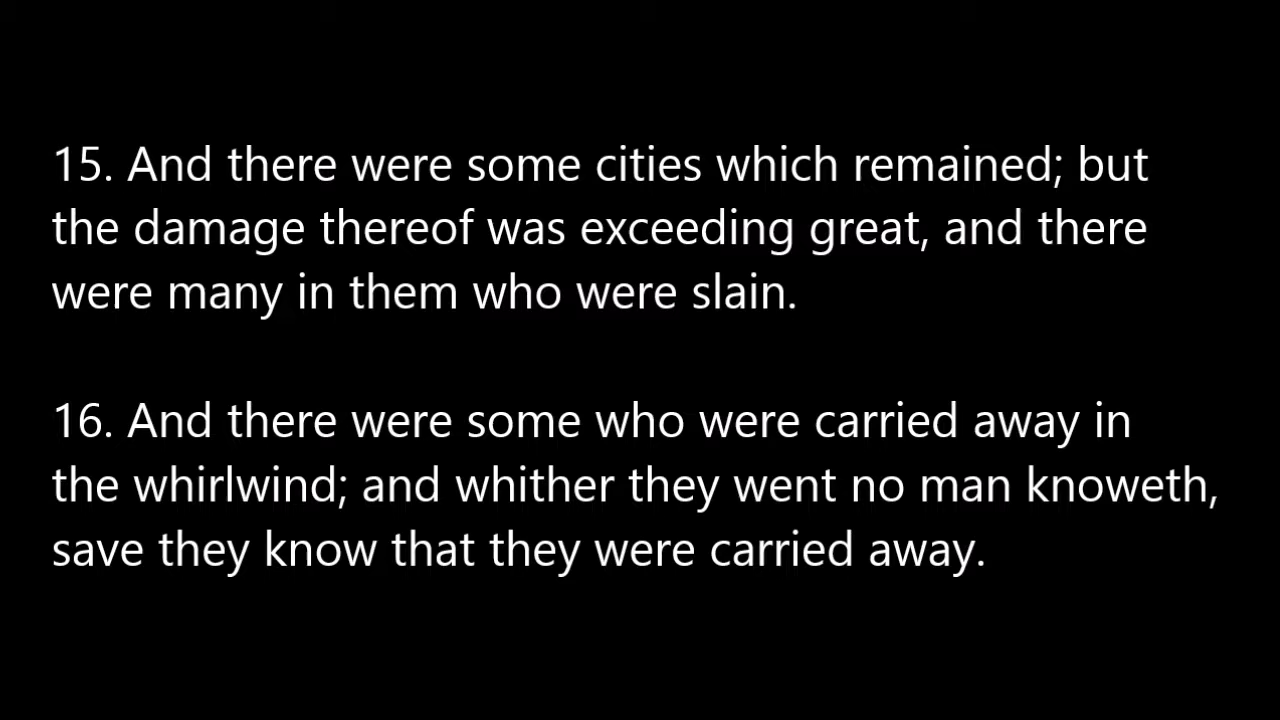 15. And there were some cities which remained; but
the damage thereof was exceeding great, and there
were many in them who were slain.
16. And there were some who were carried away in
the whirlwind; and whither they went no man knoweth,
save they know that they were carried away.